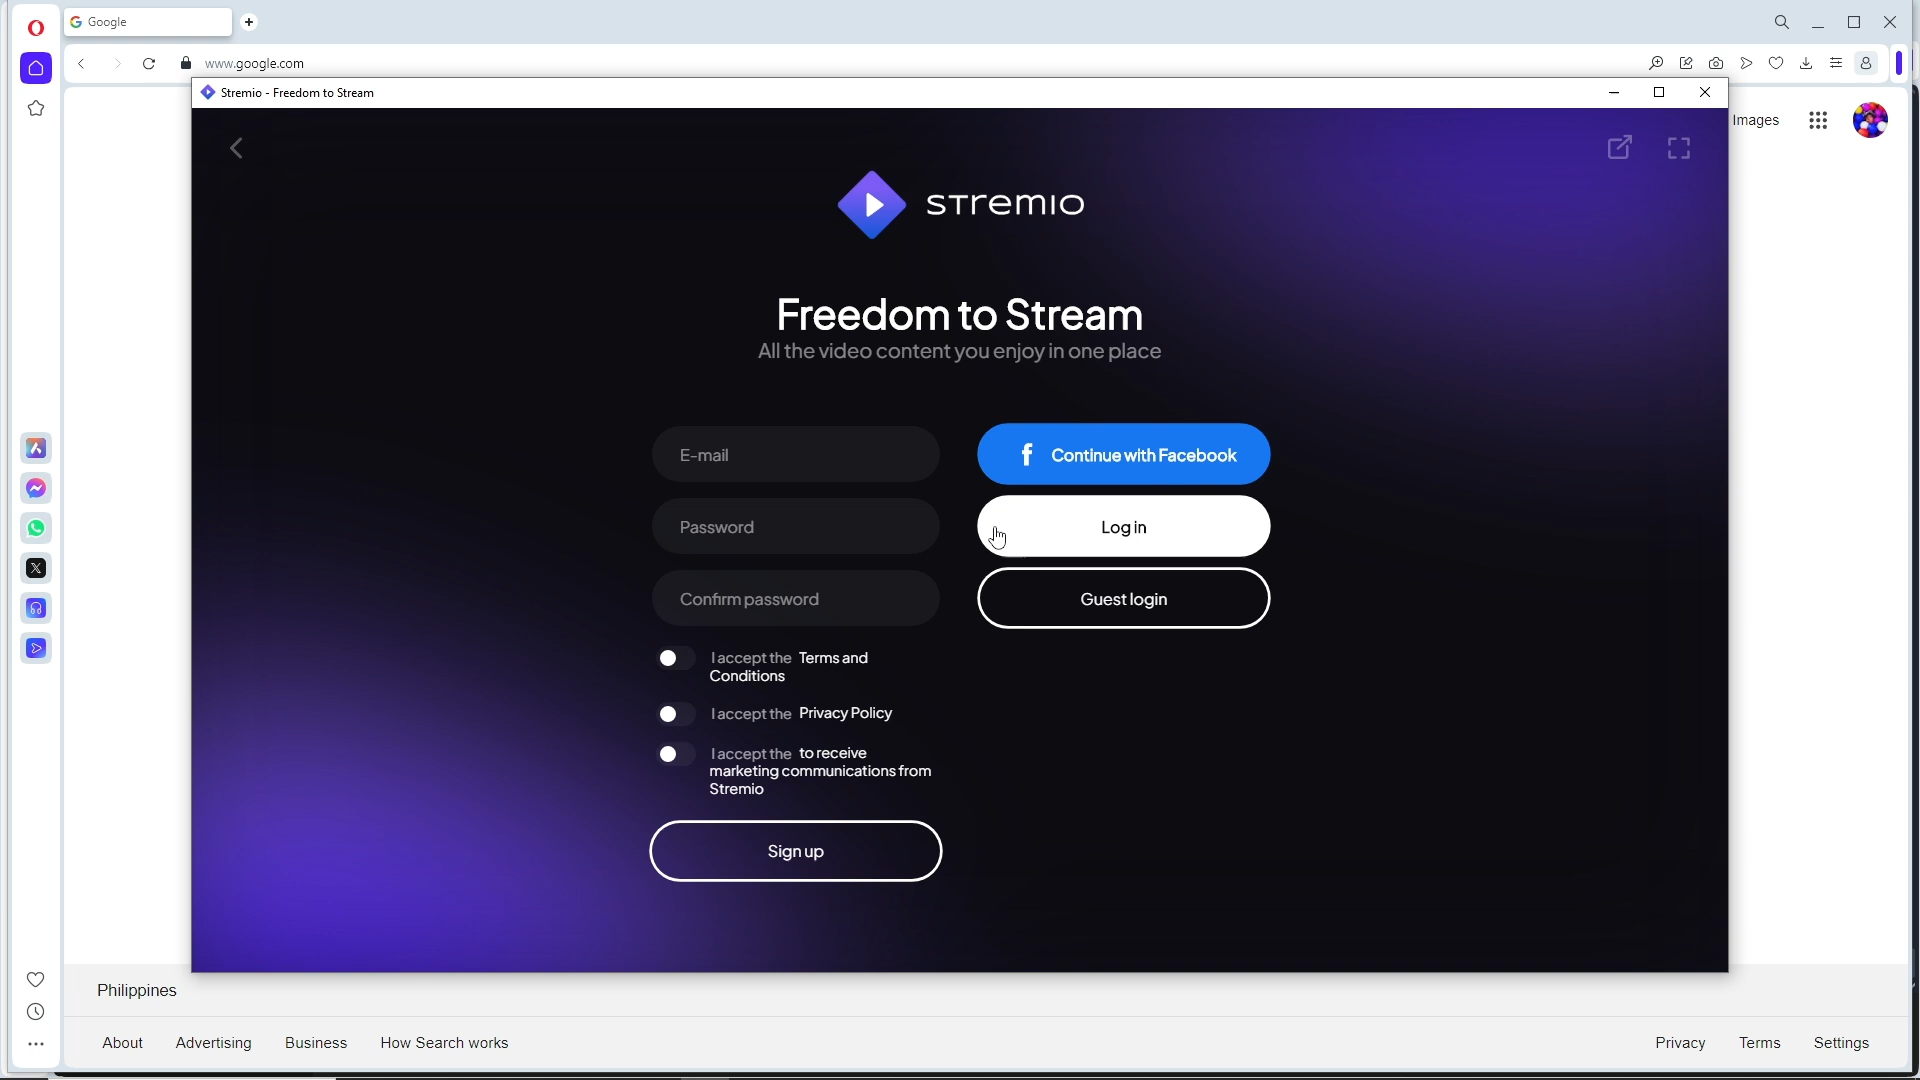 Google
www.google.com
Stremio - Freedom to Stream
Images
STREMIO
Freedom to Stream
All the video content you enjoy in one place
E-mail
Continue with Facebook
Password
Log in
Confirm password
Guest login
I accept the Terms and
Conditions
I accept the Privacy Policy
I accept the to receive
marketing communications from
Stremio
Sign up
Philippines
About Advertising Business How Search works Privacy Terms Settings